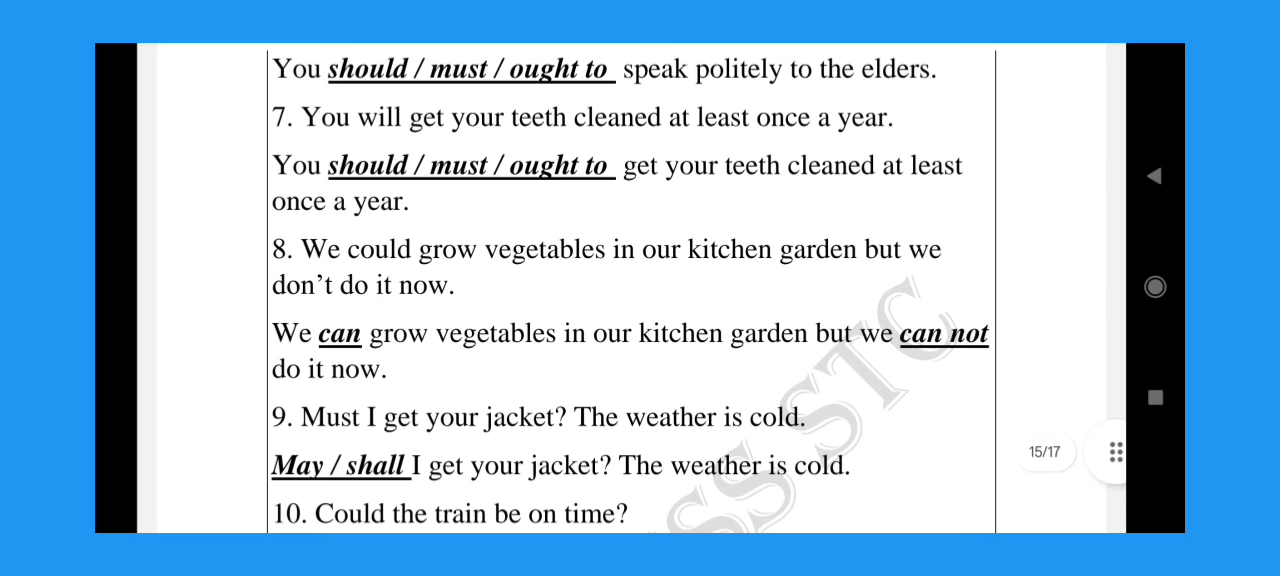 You should / must / ought to speak politely to the elders.
7. You will get your teeth cleaned at least once a year.
You should / must / ought to get your teeth cleaned at least
once a year.
8. We could grow vegetables in our kitchen garden but we
don’t do it now.
We can grow vegetables in our kitchen garden but we can not
do it now.
9. Must I get your jacket? The weather is cold.
May / shall I get your jacket? The weather is cold.
15/17
10. Could the train be on time?
SS STC